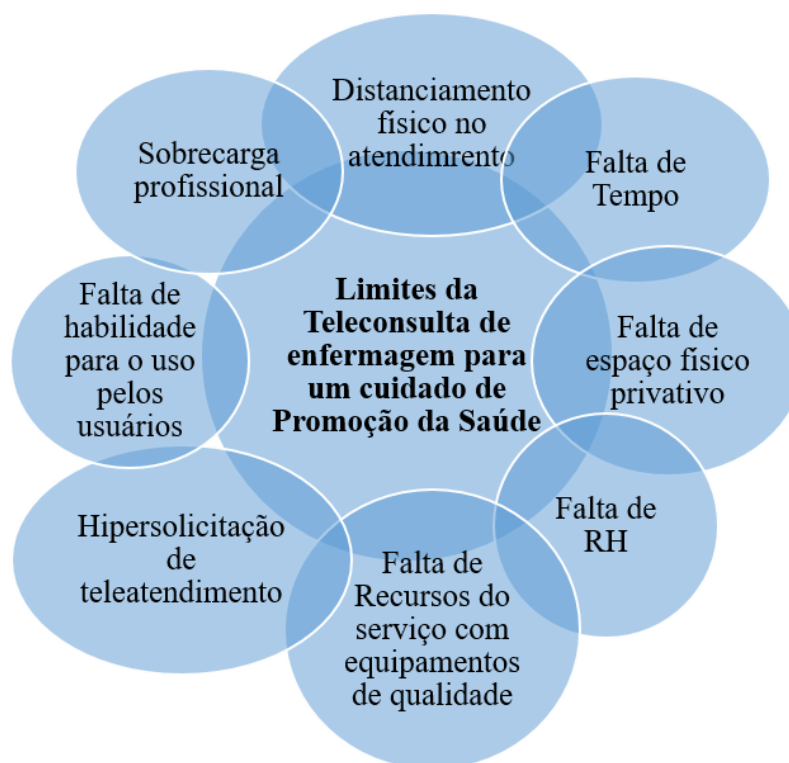 Distanciamento
físico no
atendimrento
Falta de
Tempo
Falta de
espaço físico
privativo
Falta de
RH
Falta de
Recursos do
serviço com
equipamentos
de qualidade
Hipersolicitação
de
teleatendimento
Falta de
habilidade
para o uso
pelos
usuários
Sobrecarga
profissional
Limites da
Teleconsulta de
enfermagem para
um cuidado de
Promoção da Saúde